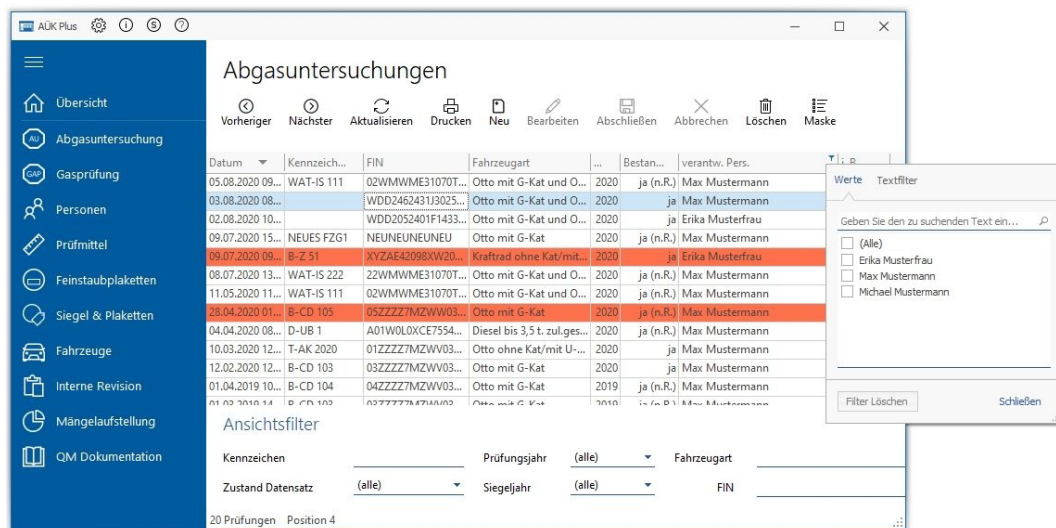 AÜK Plus
Abgasuntersuchungen
Übersicht
Abgasuntersuchung
Gasprüfung
Personen
Prüfmittel
Feinstaubplaketten
Siegel & Plaketten
Fahrzeuge
Interne Revision
Mängelaufstellung
QM Dokumentation
Vorheriger Nächster Aktualisieren Drucken Neu Bearbeiten Abschließen Abbrechen Löschen Maske
Datum Kennzeich... FIN Fahrzeugart ... Bestan... verantw. Pers.
05.08.2020 09... WAT-IS 111 02WMWME31070T... Otto mit G-Kat und O... 2020 ja (n.R.) Max Mustermann
03.08.2020 08... WDD2462431J3025... Otto mit G-Kat und O... 2020 ja Max Mustermann
02.08.2020 10... WDD2052401F1433... Otto mit G-Kat und O... 2020 ja Erika Musterfrau
09.07.2020 15... NEUES FZG1 NEUNEUNEUNEU Otto mit G-Kat 2020 ja (n.R.) Max Mustermann
09.07.2020 09... B-Z 51 XYZAE42098XW20... Kraftrad ohne Kat/mit... 2020 ja Erika Musterfrau
08.07.2020 13... WAT-IS 222 22WMWME31070T... Otto mit G-Kat und O... 2020 ja (n.R.) Max Mustermann
11.05.2020 11... WAT-IS 111 02WMWME31070T... Otto mit G-Kat und O... 2020 ja (n.R.) Max Mustermann
28.04.2020 01... B-CD 105 05ZZZZ7MZWW03... Otto mit G-Kat 2020 ja (n.R.) Max Mustermann
04.04.2020 08... D-UB 1 A01W0L0XCE7554... Diesel bis 3,5 t. zul.ges... 2020 ja (n.R.) Max Mustermann
10.03.2020 12... T-AK 2020 01ZZZZ7MZWV03... Otto ohne Kat/mit U-... 2020 ja Max Mustermann
12.02.2020 12... B-CD 103 03ZZZZ7MZWV03... Otto mit G-Kat 2020 ja Max Mustermann
01.04.2019 10... B-CD 104 04ZZZZ7MZWV03... Otto mit G-Kat 2019 ja (n.R.) Max Mustermann
Werte Textfilter
Geben Sie den zu suchenden Text ein...
(Alle)
Erika Musterfrau
Max Mustermann
Michael Mustermann
Filter Löschen Schließen
Ansichtsfilter
Kennzeichen Prüfungsjahr (alle) Fahrzeugart
Zustand Datensatz (alle) Siegeljahr (alle) FIN
20 Prüfungen Position 4